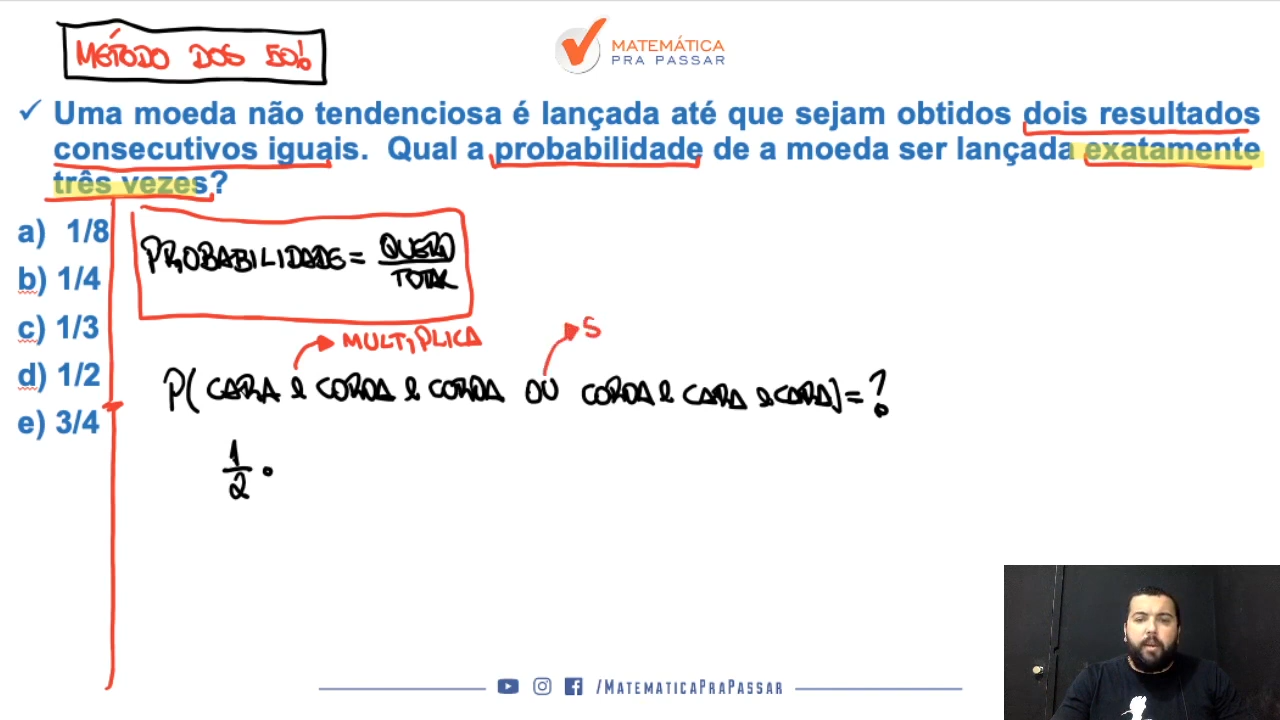 MÉTODO DOS 50!
MATEMÁTICA
PRA PASSAR
✓ Uma moeda não tendenciosa é lançada até que sejam obtidos dois resultados
consecutivos iguais. Qual a probabilidade de a moeda ser lançada exatamente
três vezes?
a) 1/8
b) 1/4
c) 1/3
d) 1/2
e) 3/4
PROBABILIDADE = QUERO
TOTAL
MULTIPLICA
S
P( CARA e COROA e COROA OU COROA e CARA e CARA) = ?
1
2 •
/MATEMATICAPRAPASSAR